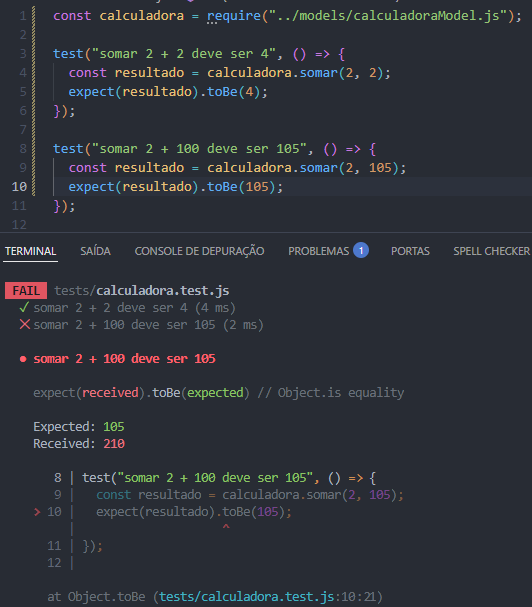 1 const calculadora = require("../models/calculadoraModel.js");
2
3 test("somar 2 + 2 deve ser 4", () => {
4 const resultado = calculadora.somar(2, 2);
5 expect(resultado).toBe(4);
6 });
7
8 test("somar 2 + 100 deve ser 105", () => {
9 const resultado = calculadora.somar(2, 105);
10 expect(resultado).toBe(105);
11 });
12
TERMINAL SAÍDA CONSOLE DE DEPURAÇÃO PROBLEMAS 1 PORTAS SPELL CHECKER
FAIL tests/calculadora.test.js
✓ somar 2 + 2 deve ser 4 (4 ms)
✕ somar 2 + 100 deve ser 105 (2 ms)
● somar 2 + 100 deve ser 105
expect(received).toBe(expected) // Object.is equality
Expected: 105
Received: 210
8 | test("somar 2 + 100 deve ser 105", () => {
9 | const resultado = calculadora.somar(2, 105);
> 10 | expect(resultado).toBe(105);
| ^
11 | });
12 |
at Object.toBe (tests/calculadora.test.js:10:21)